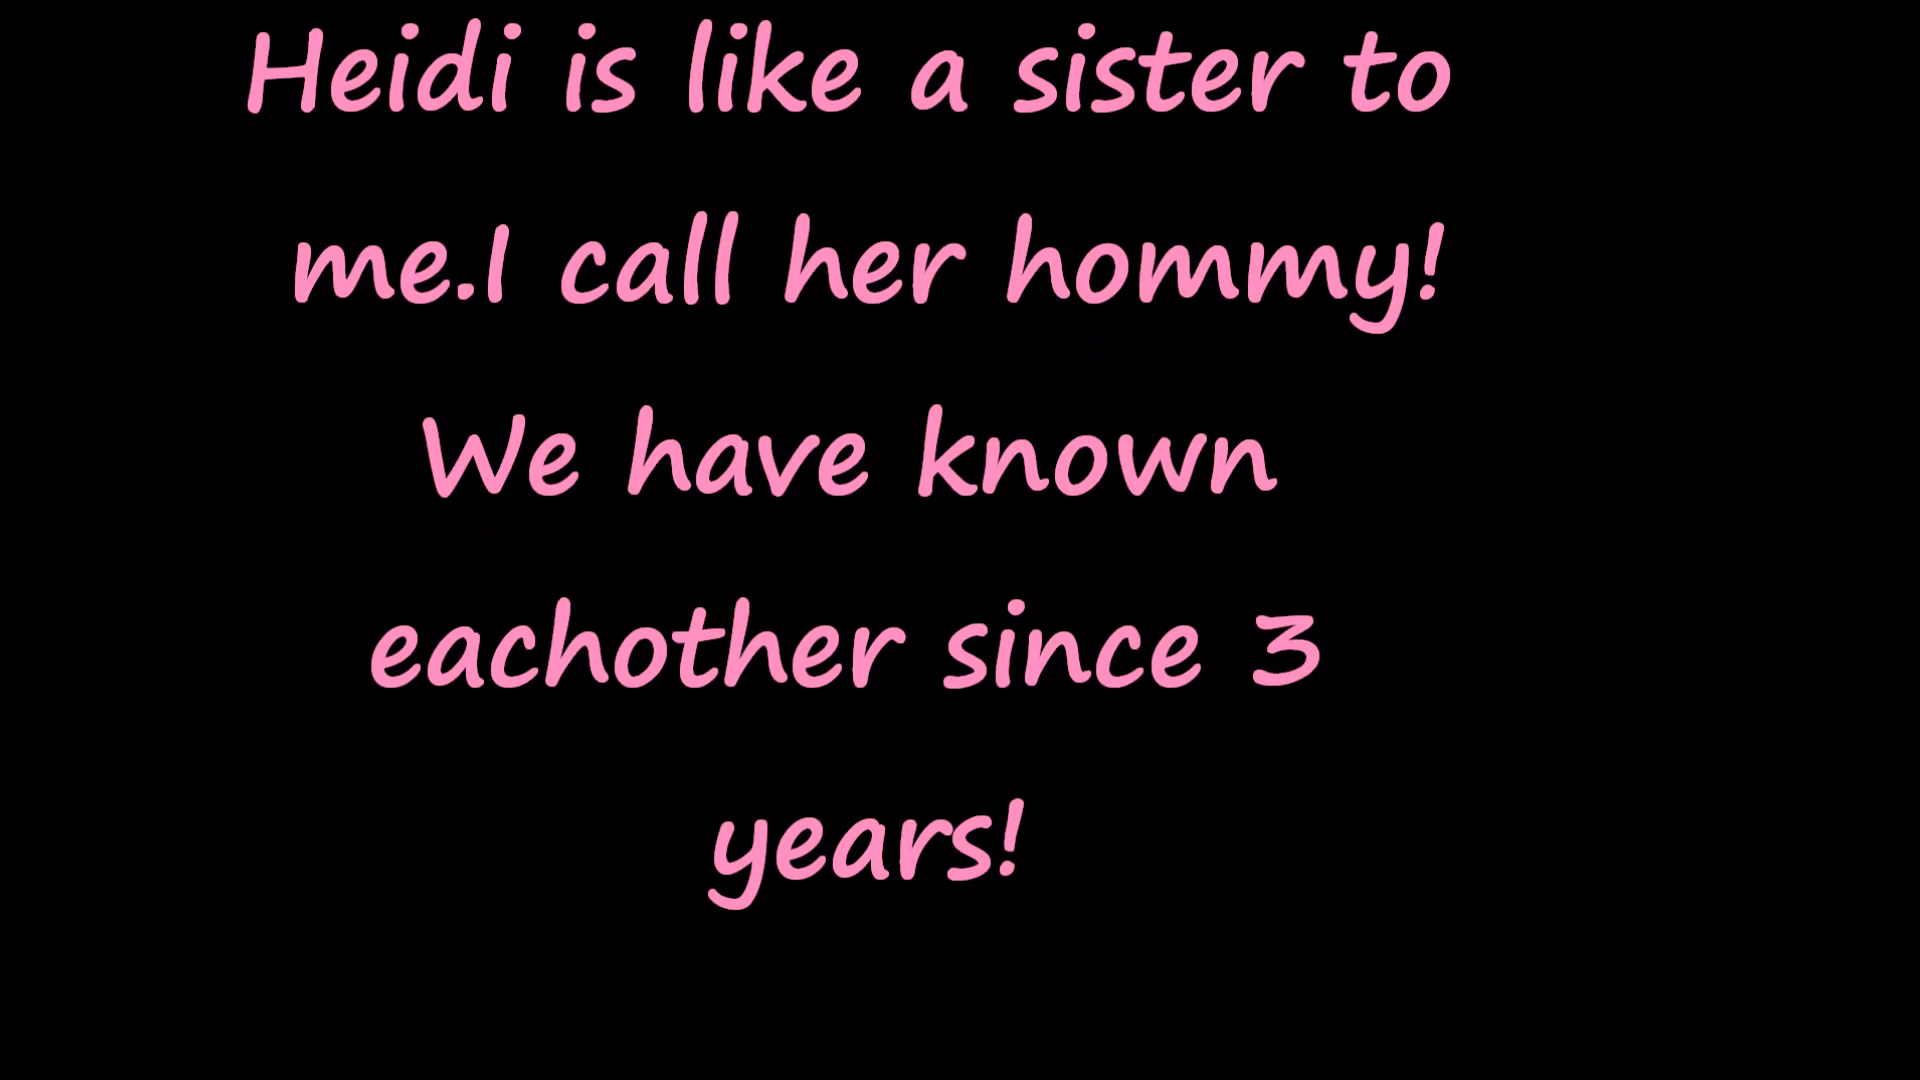 Heidi is like a sister to
me.I call her hommy!
We have known
eachother since 3
years!